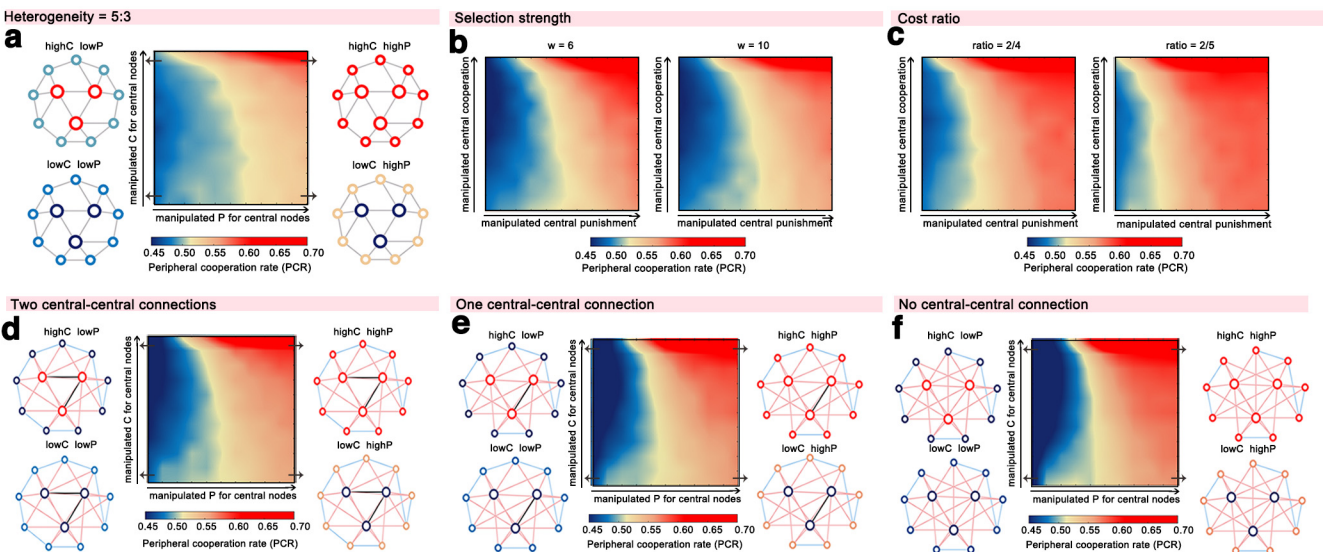 Heterogeneity = 5:3
a
highC lowP
highC highP
manipulated C for central nodes
lowC lowP
lowC highP
manipulated P for central nodes
0.45 0.50 0.55 0.60 0.65 0.70
Peripheral cooperation rate (PCR)
Selection strength
b
w = 6
w = 10
manipulated central cooperation
manipulated central cooperation
manipulated central punishment
manipulated central punishment
0.45 0.50 0.55 0.60 0.65 0.70
Peripheral cooperation rate (PCR)
Cost ratio
c
ratio = 2/4
ratio = 2/5
manipulated central cooperation
manipulated central cooperation
manipulated central punishment
manipulated central punishment
0.45 0.50 0.55 0.60 0.65 0.70
Peripheral cooperation rate (PCR)
Two central-central connections
d
highC lowP
highC highP
manipulated C for central nodes
lowC lowP
lowC highP
manipulated P for central nodes
0.45 0.50 0.55 0.60 0.65 0.70
Peripheral cooperation rate (PCR)
One central-central connection
e
highC lowP
highC highP
manipulated C for central nodes
lowC lowP
lowC highP
manipulated P for central nodes
0.45 0.50 0.55 0.60 0.65 0.70
Peripheral cooperation rate (PCR)
No central-central connection
f
highC lowP
highC highP
manipulated C for central nodes
lowC lowP
lowC highP
manipulated P for central nodes
0.45 0.50 0.55 0.60 0.65 0.70
Peripheral cooperation rate (PCR)